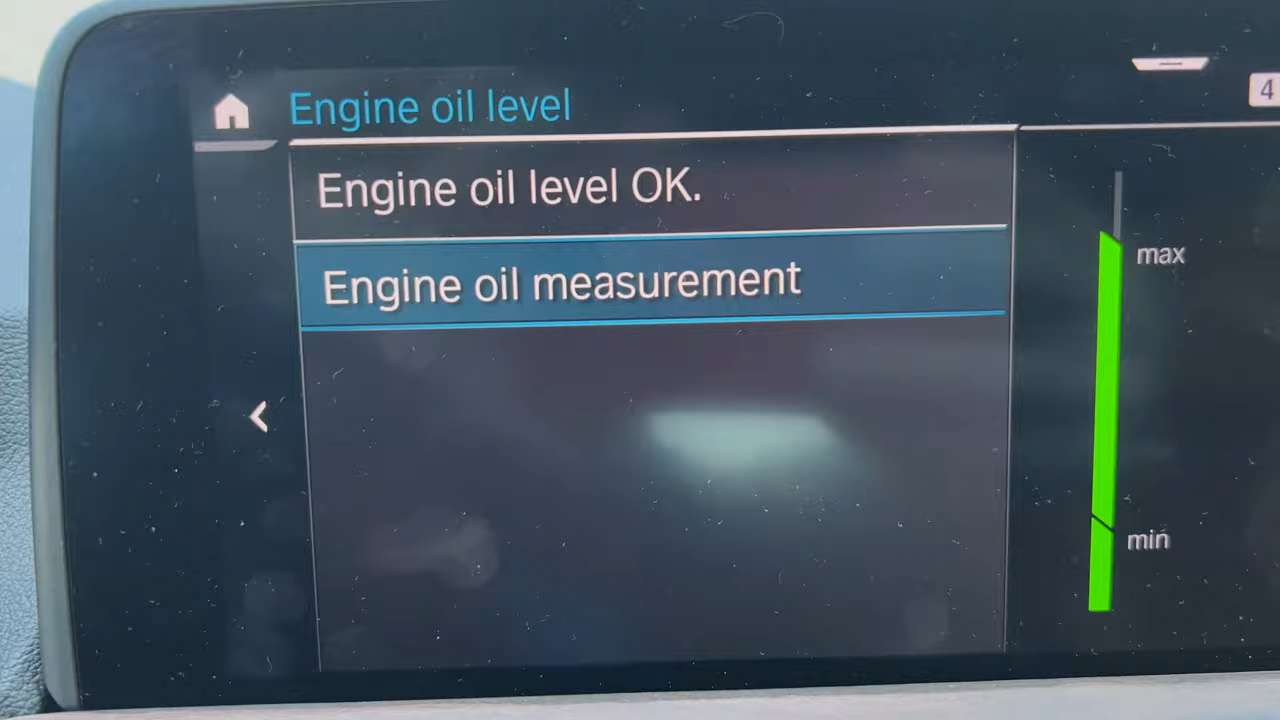 Engine oil level
4
Engine oil level OK.
Engine oil measurement
max
min